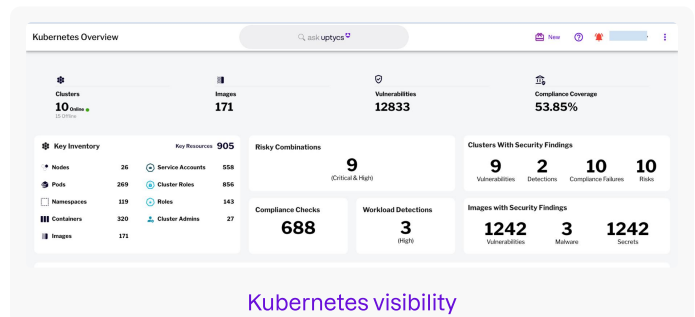 Kubernetes Overview
ask uptycs
New
Clusters
10 Online
15 Offline
Images
171
Vulnerabilities
12833
Compliance Coverage
53.85%
Key Inventory
Key Resources 905
Nodes 26
Service Accounts 558
Pods 269
Cluster Roles 856
Namespaces 119
Roles 143
Containers 320
Cluster Admins 27
Images 171
Risky Combinations
9
(Critical & High)
Compliance Checks
688
Workload Detections
3
(High)
Clusters With Security Findings
9 2 10 10
Vulnerabilities Detections Compliance Failures Risks
Images with Security Findings
1242 3 1242
Vulnerabilities Malware Secrets
Kubernetes visibility